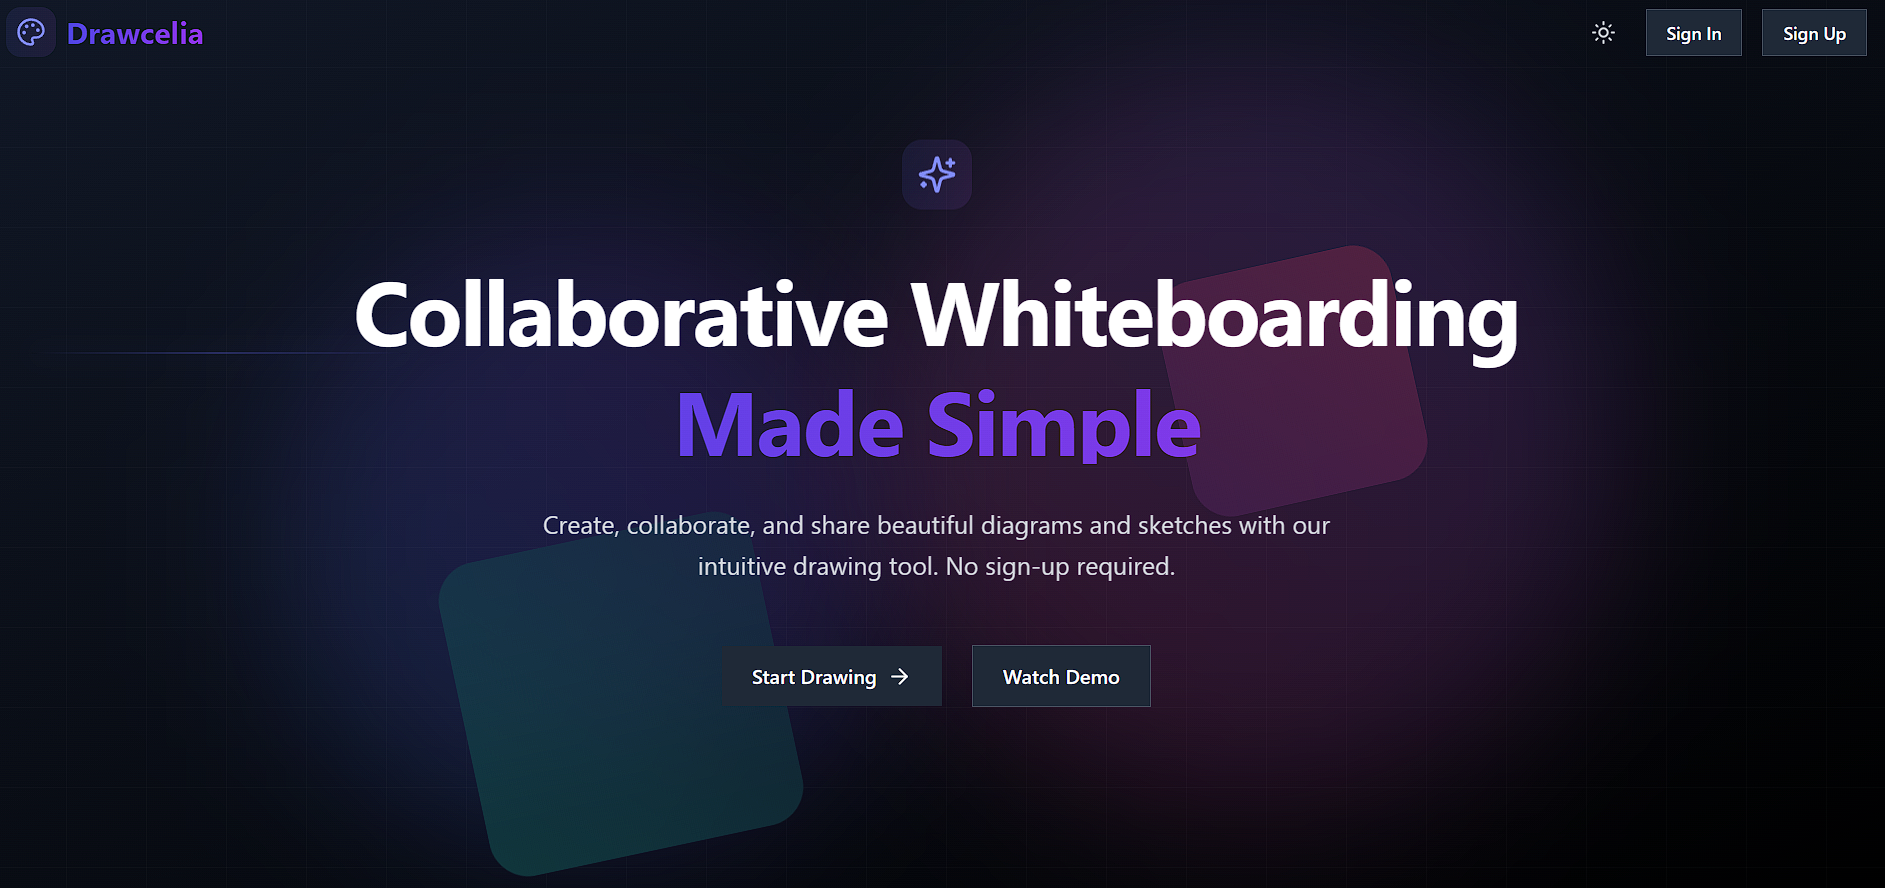 Drawcelia
Sign In
Sign Up
Collaborative Whiteboarding
Made Simple
Create, collaborate, and share beautiful diagrams and sketches with our
intuitive drawing tool. No sign-up required.
Start Drawing →
Watch Demo